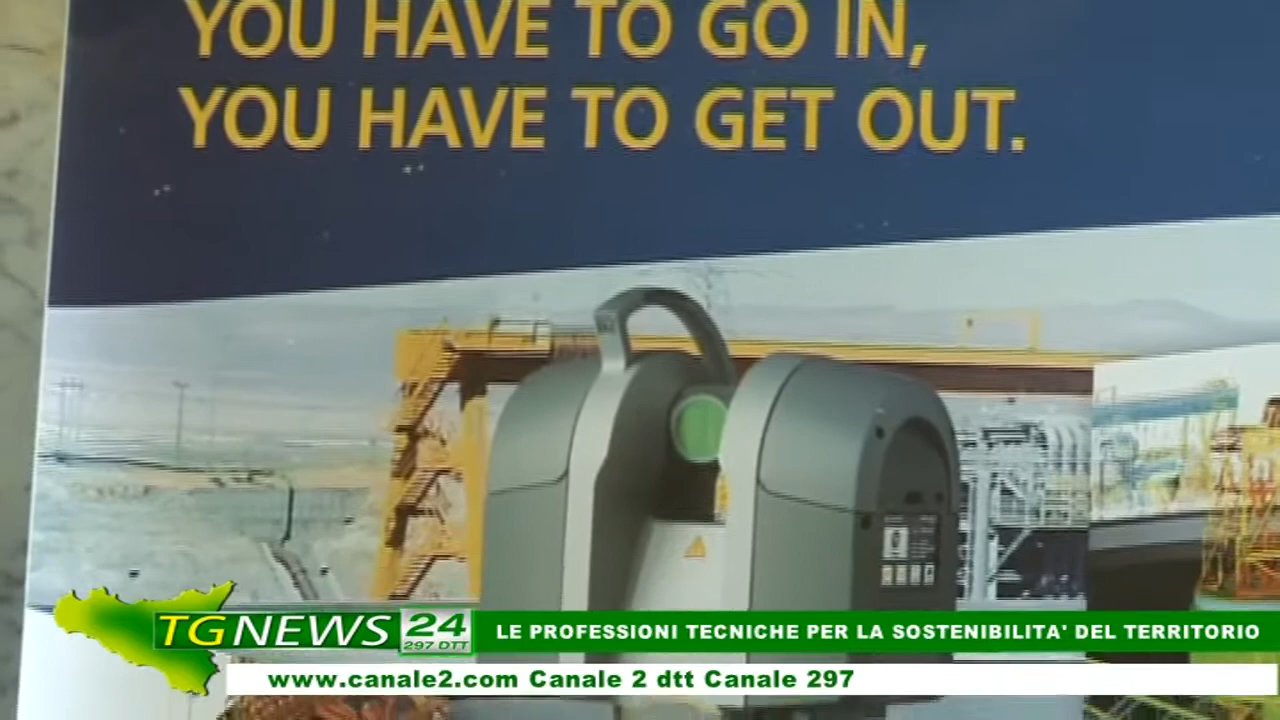 YOU HAVE TO GO IN,
YOU HAVE TO GET OUT.
TGNEWS 24
297 DTT
LE PROFESSIONI TECNICHE PER LA SOSTENIBILITA' DEL TERRITORIO
www.canale2.com Canale 2 dtt Canale 297